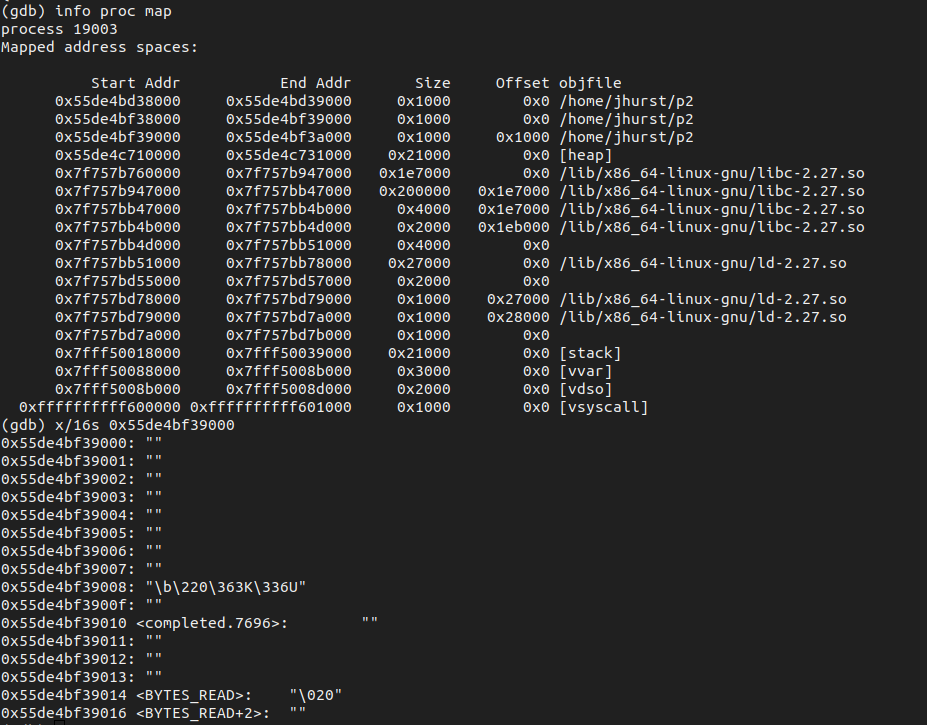 (gdb) info proc map
process 19003
Mapped address spaces:
Start Addr End Addr Size Offset objfile
0x55de4bd38000 0x55de4bd39000 0x1000 0x0 /home/jhurst/p2
0x55de4bf38000 0x55de4bf39000 0x1000 0x0 /home/jhurst/p2
0x55de4bf39000 0x55de4bf3a000 0x1000 0x1000 /home/jhurst/p2
0x55de4c710000 0x55de4c731000 0x21000 0x0 [heap]
0x7f757b760000 0x7f757b947000 0x1e7000 0x0 /lib/x86_64-linux-gnu/libc-2.27.so
0x7f757b947000 0x7f757bb47000 0x200000 0x1e7000 /lib/x86_64-linux-gnu/libc-2.27.so
0x7f757bb47000 0x7f757bb4b000 0x4000 0x1e7000 /lib/x86_64-linux-gnu/libc-2.27.so
0x7f757bb4b000 0x7f757bb4d000 0x2000 0x1eb000 /lib/x86_64-linux-gnu/libc-2.27.so
0x7f757bb4d000 0x7f757bb51000 0x4000 0x0
0x7f757bb51000 0x7f757bb78000 0x27000 0x0 /lib/x86_64-linux-gnu/ld-2.27.so
0x7f757bd55000 0x7f757bd57000 0x2000 0x0
0x7f757bd78000 0x7f757bd79000 0x1000 0x27000 /lib/x86_64-linux-gnu/ld-2.27.so
0x7f757bd79000 0x7f757bd7a000 0x1000 0x28000 /lib/x86_64-linux-gnu/ld-2.27.so
0x7f757bd7a000 0x7f757bd7b000 0x1000 0x0
0x7fff50018000 0x7fff50039000 0x21000 0x0 [stack]
0x7fff50088000 0x7fff5008b000 0x3000 0x0 [vvar]
0x7fff5008b000 0x7fff5008d000 0x2000 0x0 [vdso]
0xffffffffff600000 0xffffffffff601000 0x1000 0x0 [vsyscall]
(gdb) x/16s 0x55de4bf39000
0x55de4bf39000: ""
0x55de4bf39001: ""
0x55de4bf39002: ""
0x55de4bf39003: ""
0x55de4bf39004: ""
0x55de4bf39005: ""
0x55de4bf39006: ""
0x55de4bf39007: ""
0x55de4bf39008: "\b\220\363K\336U"
0x55de4bf3900f: ""
0x55de4bf39010 <completed.7696>: ""
0x55de4bf39011: ""
0x55de4bf39012: ""
0x55de4bf39013: ""
0x55de4bf39014 <BYTES_READ>: "\020"
0x55de4bf39016 <BYTES_READ+2>: ""